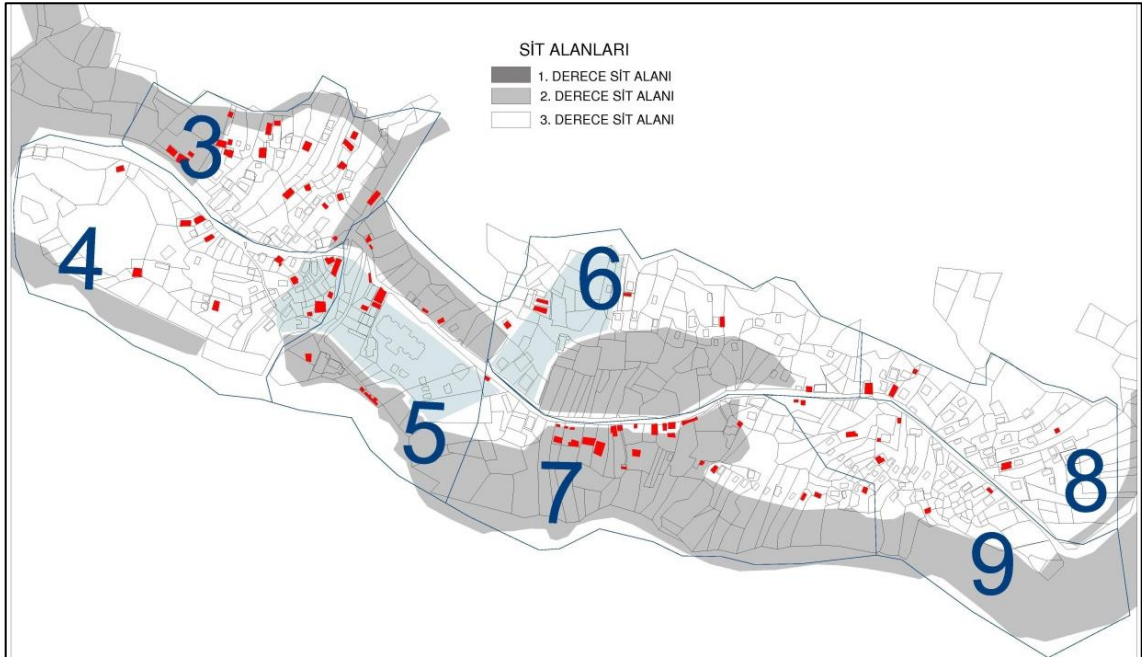 SİT ALANLARI
1. DERECE SİT ALANI
2. DERECE SİT ALANI
3. DERECE SİT ALANI
3
4
6
5
7
8
9